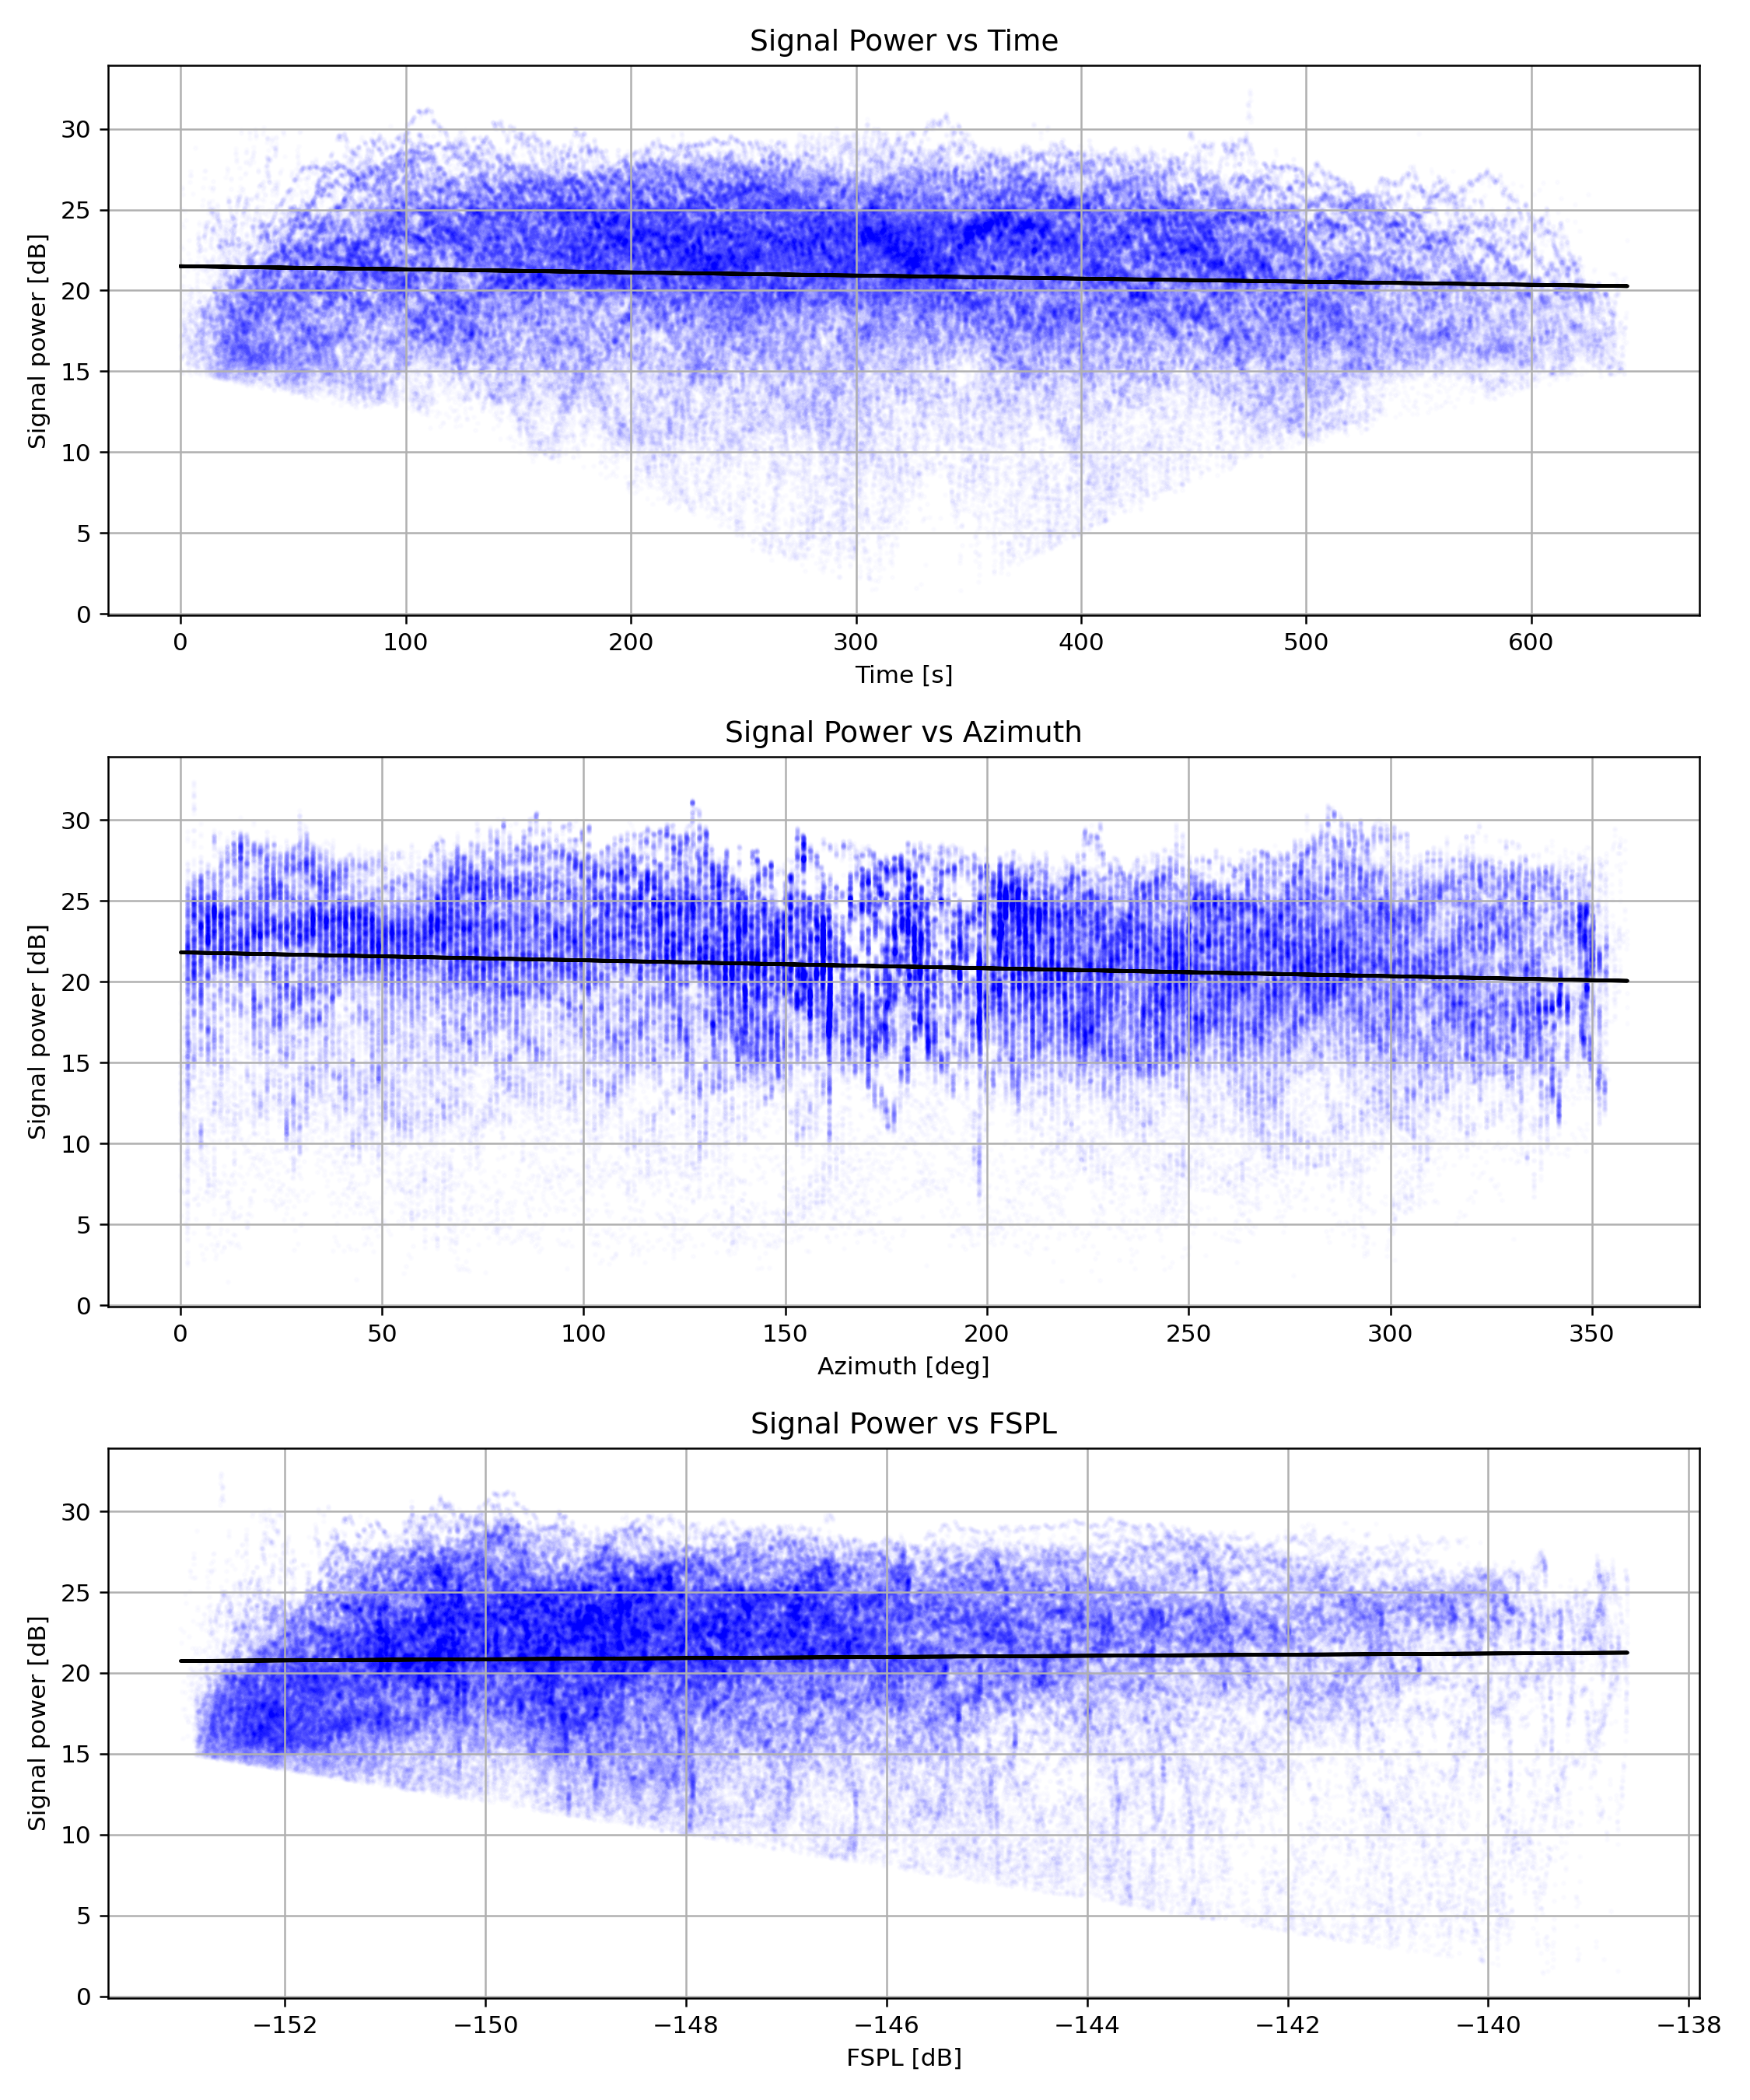 Signal Power vs Time
Signal power [dB]
30
25
20
15
10
5
0
0 100 200 300 400 500 600
Time [s]
Signal Power vs Azimuth
Signal power [dB]
30
25
20
15
10
5
0
0 50 100 150 200 250 300 350
Azimuth [deg]
Signal Power vs FSPL
Signal power [dB]
30
25
20
15
10
5
0
−152 −150 −148 −146 −144 −142 −140 −138
FSPL [dB]